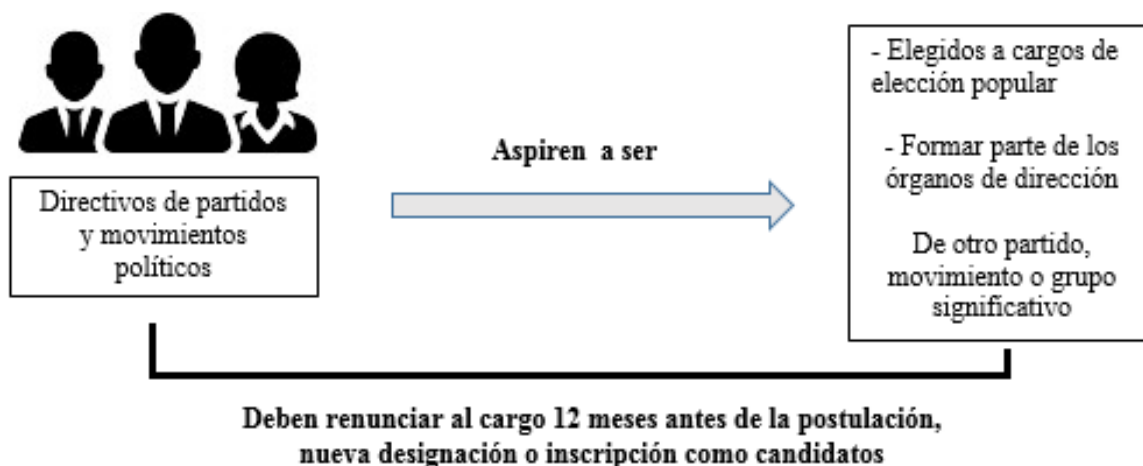 Directivos de partidos
y movimientos
políticos
Aspiren a ser
- Elegidos a cargos de
elección popular
- Formar parte de los
órganos de dirección
De otro partido,
movimiento o grupo
significativo
Deben renunciar al cargo 12 meses antes de la postulación,
nueva designación o inscripción como candidatos